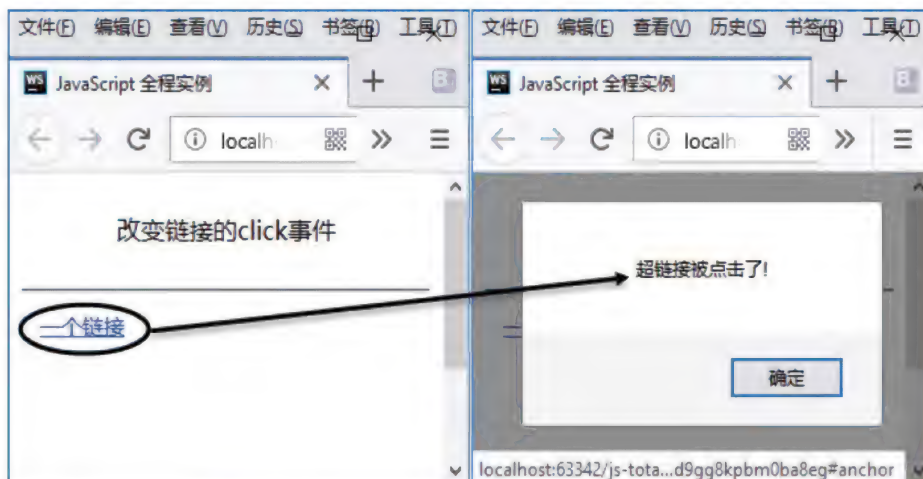 文件(F) 编辑(E) 查看(V) 历史(S) 书签(B) 工具(T)
WS JavaScript 全程实例
localh
改变链接的click事件
一个链接
文件(F) 编辑(E) 查看(V) 历史(S) 书签(B) 工具(T)
WS JavaScript 全程实例
localh
超链接被点击了!
确定
localhost:63342/js-tota...d9gg8kpbm0ba8eg#anchor